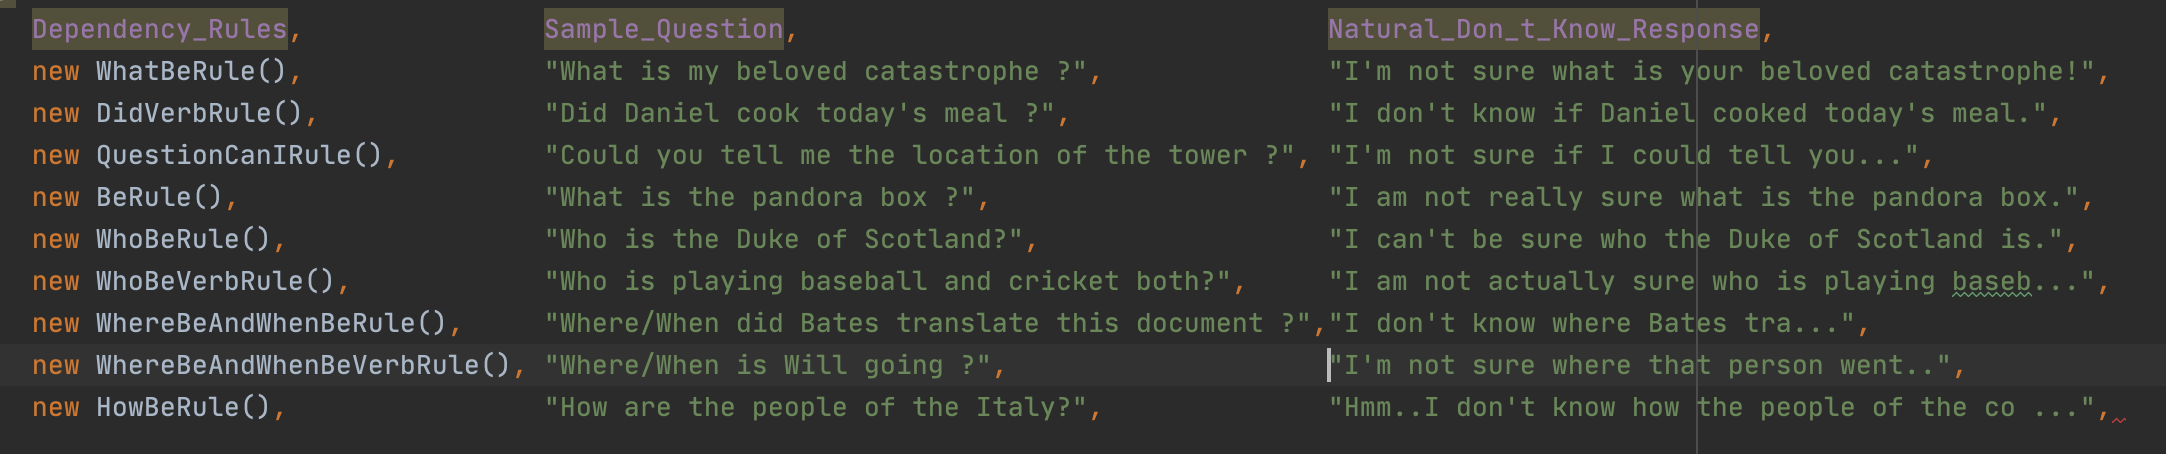 Dependency_Rules, Sample_Question, Natural_Don_t_Know_Response,
new WhatBeRule(), "What is my beloved catastrophe ?", "I'm not sure what is your beloved catastrophe!",
new DidVerbRule(), "Did Daniel cook today's meal ?", "I don't know if Daniel cooked today's meal.",
new QuestionCanIRule(), "Could you tell me the location of the tower ?", "I'm not sure if I could tell you...",
new BeRule(), "What is the pandora box ?", "I am not really sure what is the pandora box.",
new WhoBeRule(), "Who is the Duke of Scotland?", "I can't be sure who the Duke of Scotland is.",
new WhoBeVerbRule(), "Who is playing baseball and cricket both?", "I am not actually sure who is playing baseb...",
new WhereBeAndWhenBeRule(), "Where/When did Bates translate this document ?","I don't know where Bates tra...",
new WhereBeAndWhenBeVerbRule(), "Where/When is Will going ?", "I'm not sure where that person went..",
new HowBeRule(), "How are the people of the Italy?", "Hmm..I don't know how the people of the co ...",